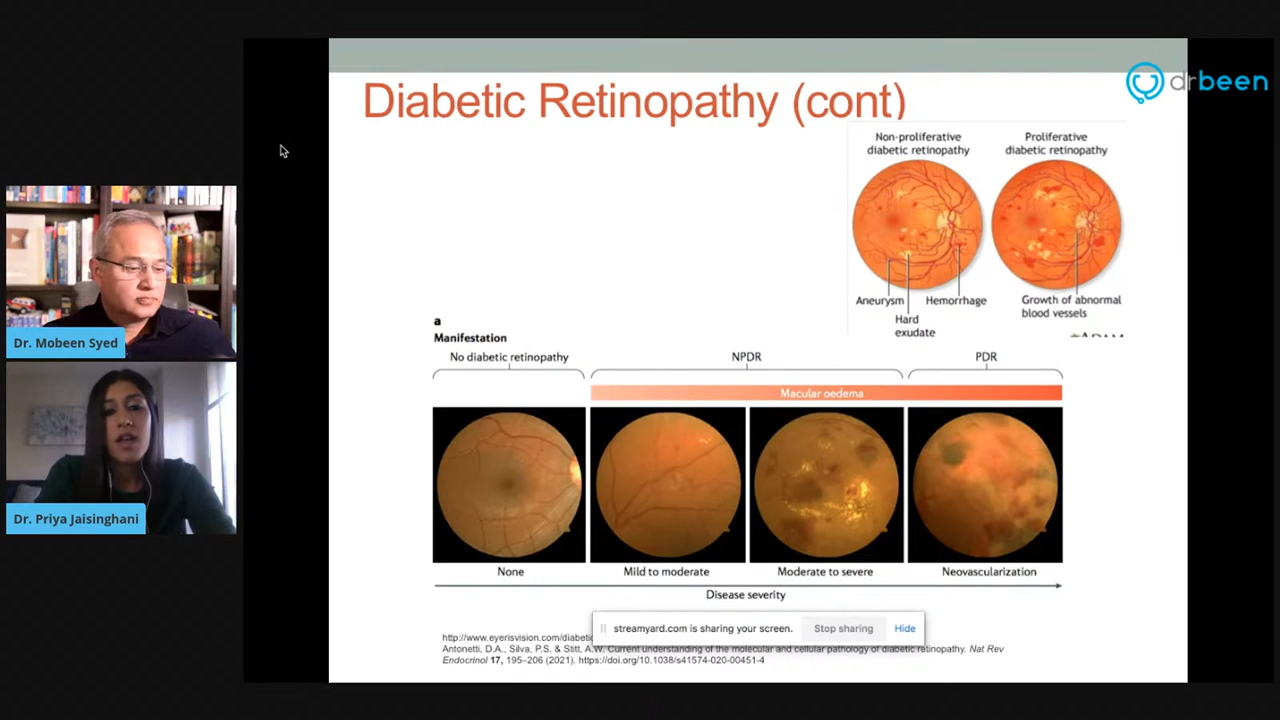 Diabetic Retinopathy (cont)
drbeen
Non-proliferative
diabetic retinopathy
Proliferative
diabetic retinopathy
Aneurysm
Hemorrhage
Hard
exudate
Growth of abnormal
blood vessels
a
Manifestation
No diabetic retinopathy
NPDR
PDR
Macular oedema
None
Mild to moderate
Moderate to severe
Neovascularization
Disease severity
streamyard.com is sharing your screen.
Stop sharing
Hide
http://www.eyerisvision.com/diabetic
Antonetti, D.A., Silva, P.S. & Stitt, A.W. Current understanding of the molecular and cellular pathology of diabetic retinopathy. Nat Rev
Endocrinol 17, 195–206 (2021). https://doi.org/10.1038/s41574-020-00451-4
Dr. Mobeen Syed
Dr. Priya Jaisinghani